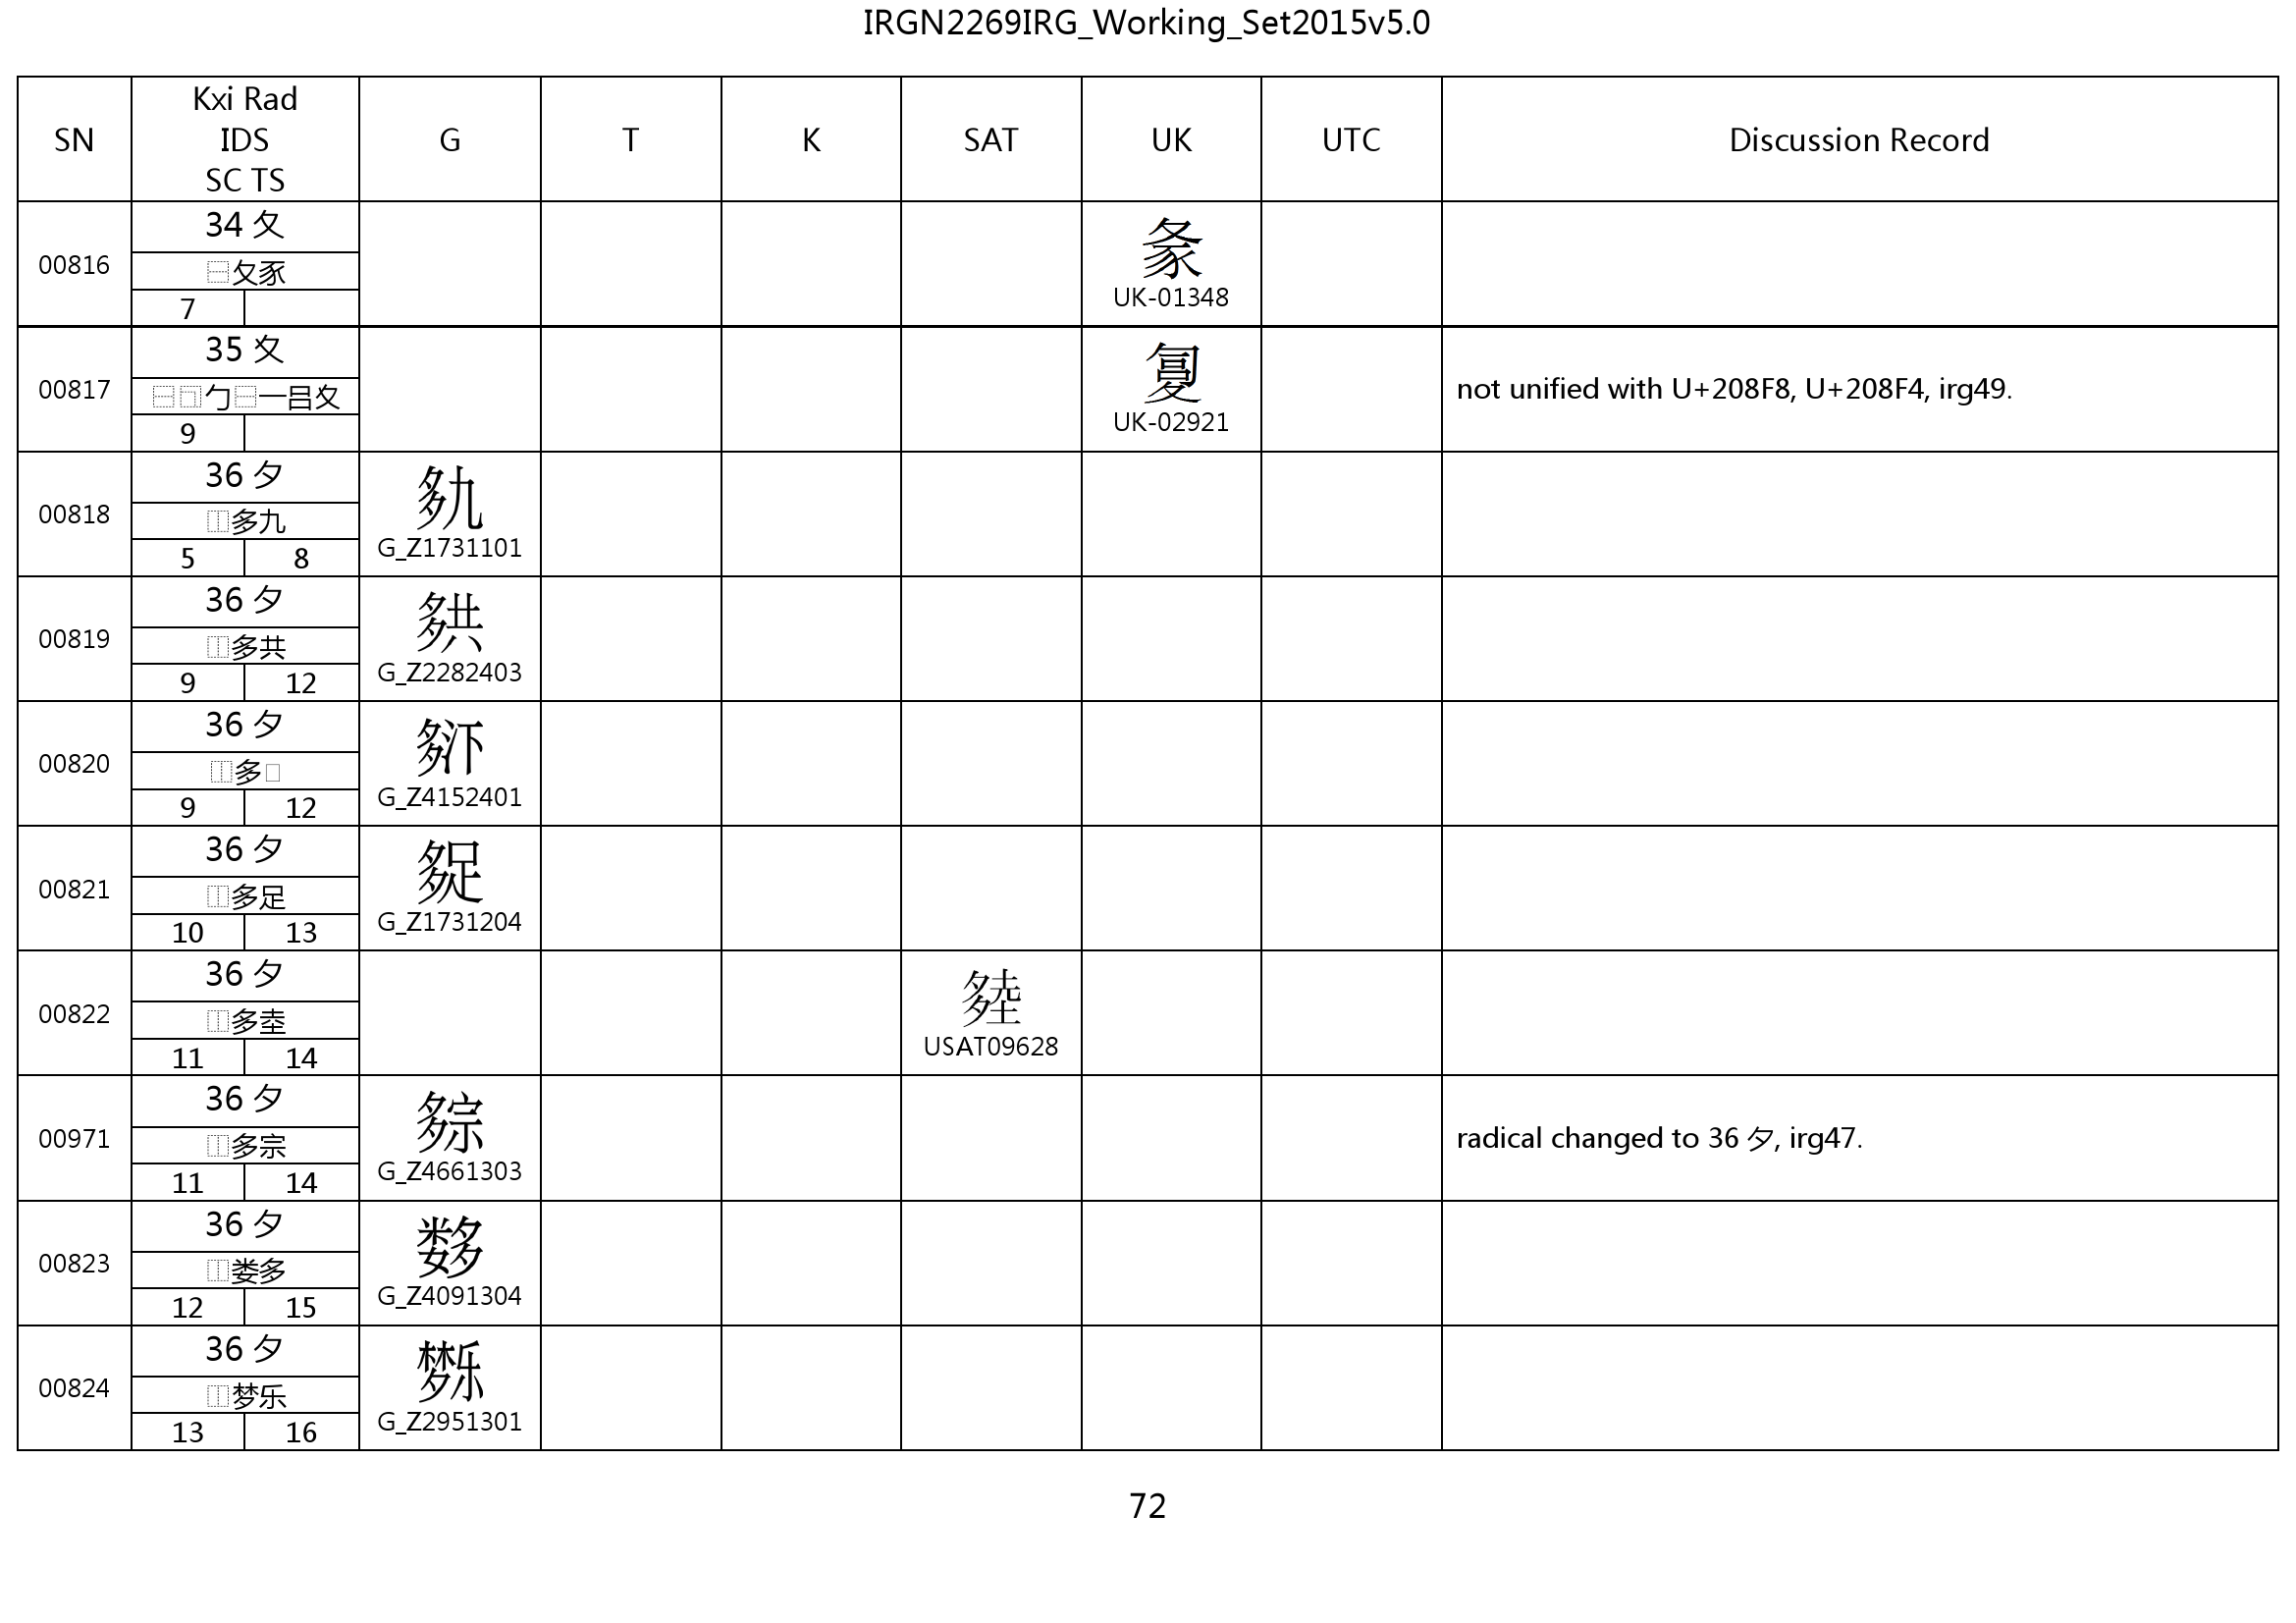 IRGN2269IRG_Working_Set2015v5.0
SN
Kxi Rad
IDS
SC TS
G
T
K
SAT
UK
UTC
Discussion Record
00816
34 夂
⿱夂豖
7
UK-01348
00817
35 夊
⿱⿹勹⿱一吕夊
9
UK-02921
not unified with U+208F8, U+208F4, irg49.
00818
36 夕
⿰多九
5 8
G_Z1731101
00819
36 夕
⿰多共
9 12
G_Z2282403
00820
36 夕
⿰多
9 12
G_Z4152401
00821
36 夕
⿰多足
10 13
G_Z1731204
00822
36 夕
⿰多坴
11 14
USAT09628
00971
36 夕
⿰多宗
11 14
G_Z4661303
radical changed to 36 夕, irg47.
00823
36 夕
⿰娄多
12 15
G_Z4091304
00824
36 夕
⿰梦乐
13 16
G_Z2951301
72